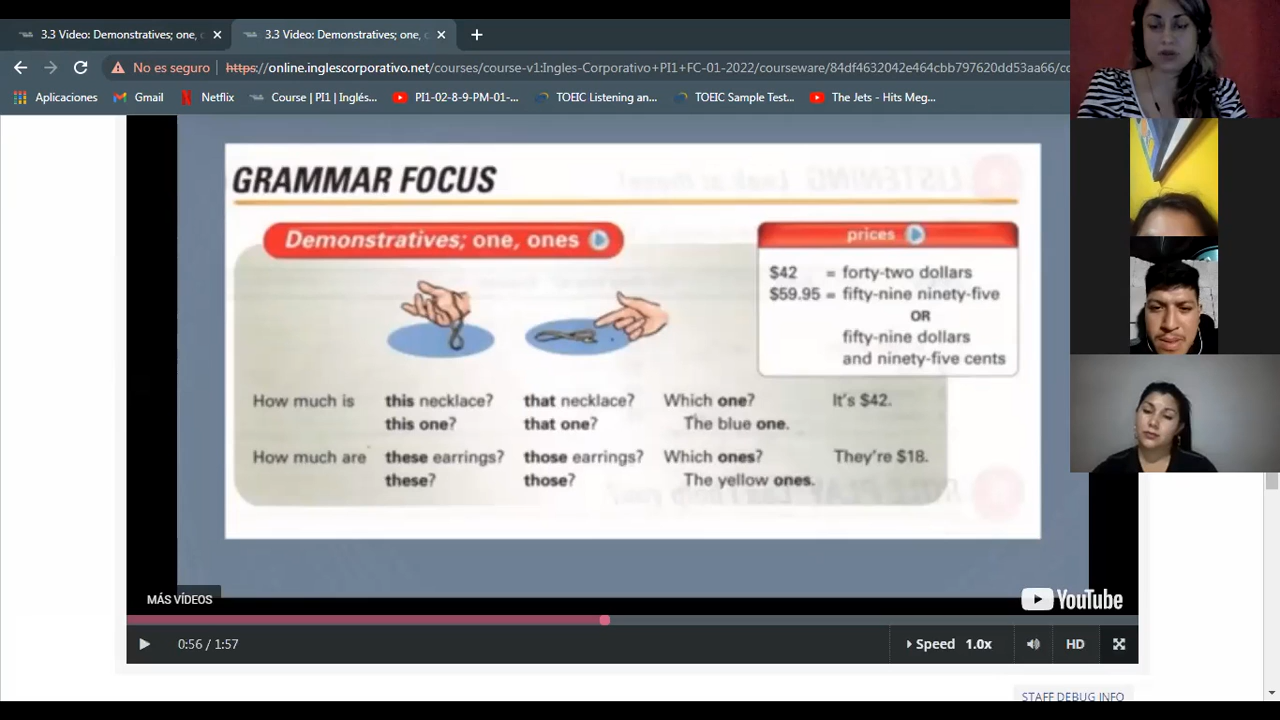 3.3 Video: Demonstratives; one, c
3.3 Video: Demonstratives; one, c
No es seguro
https://online.inglescorporativo.net/courses/course-v1:Ingles-Corporativo+PI1+FC-01-2022/courseware/84df4632042e464cbb797620dd53aa66/cc
Aplicaciones Gmail Netflix Course | PI1 | Inglés... PI1-02-8-9-PM-01-... TOEIC Listening an... TOEIC Sample Test... The Jets - Hits Meg...
GRAMMAR FOCUS
Demonstratives; one, ones
prices
$42 = forty-two dollars
$59.95 = fifty-nine ninety-five
OR
fifty-nine dollars
and ninety-five cents
How much is this necklace? that necklace? Which one? It's $42.
this one? that one? The blue one.
How much are these earrings? those earrings? Which ones? They're $18.
these? those? The yellow ones.
MÁS VÍDEOS
YouTube
0:56 / 1:57
Speed 1.0x
HD
STAFF DEBUG INFO